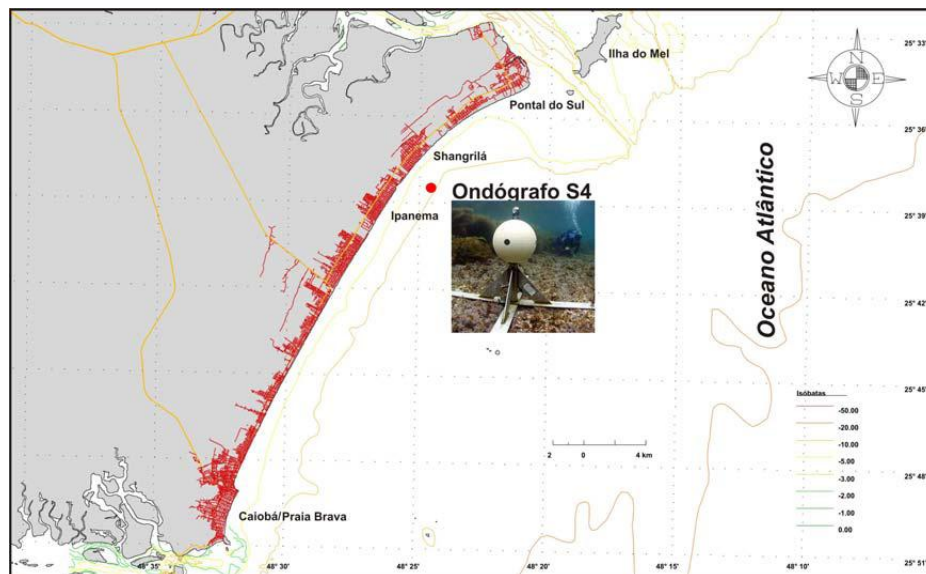 25° 33'
Ilha do Mel
N
W E
S
Pontal do Sul
25° 36'
Shangrilá
Oceano Atlântico
Ondógrafo S4
Ipanema
25° 39'
25° 42'
25° 45'
Isóbatas
-50.00
-20.00
-10.00
2 0 4 km
-5.00
-3.00
25° 48'
-2.00
Caiobá/Praia Brava
-1.00
0.00
48° 35' 48° 30' 48° 25' 48° 20' 48° 15' 48° 10' 25° 51'